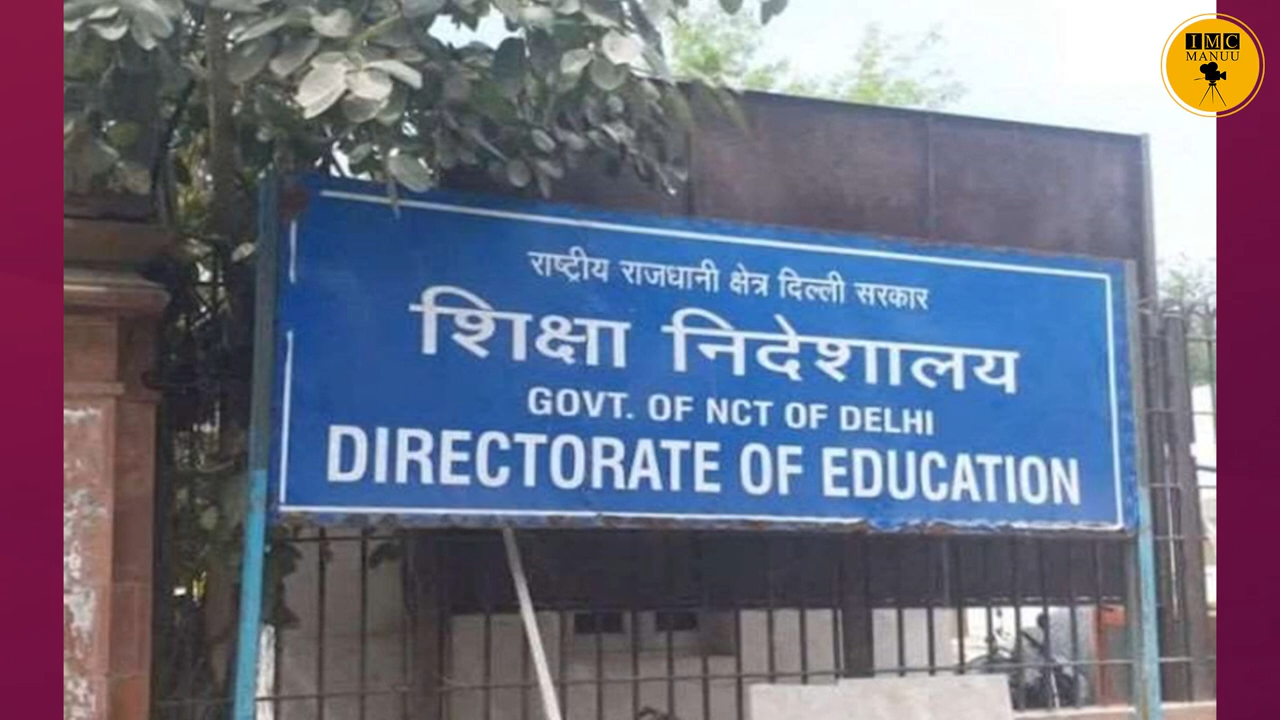 राष्ट्रीय राजधानी क्षेत्र दिल्ली सरकार
शिक्षा निदेशालय
GOVT. OF NCT OF DELHI
DIRECTORATE OF EDUCATION
IMC
MANUU